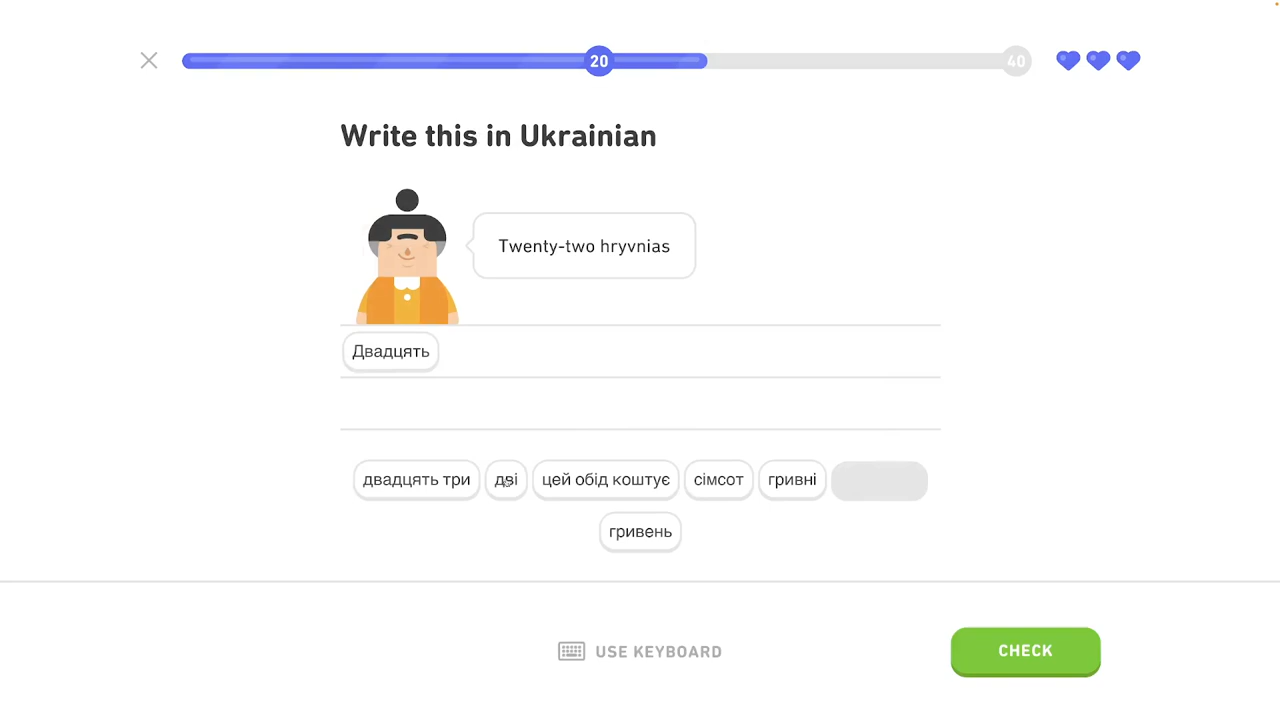 20 40
Write this in Ukrainian
Twenty-two hryvnias
Двадцять
двадцять три дві цей обід коштує сімсот гривні
гривень
USE KEYBOARD CHECK